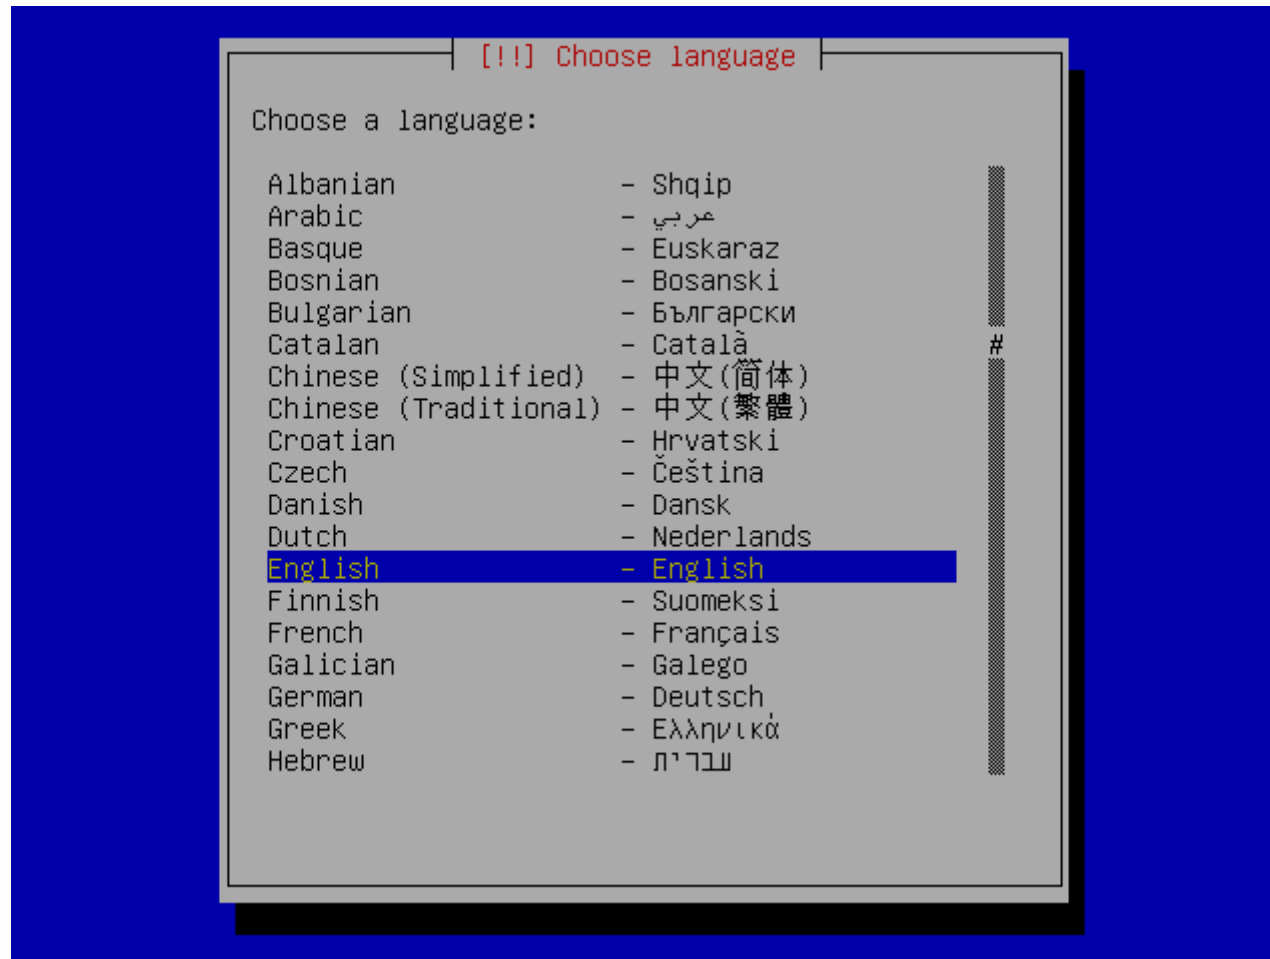 [!!] Choose language
Choose a language:
Albanian - Shqip
Arabic - عربي
Basque - Euskaraz
Bosnian - Bosanski
Bulgarian - Български
Catalan - Català
Chinese (Simplified) - 中文(简体)
Chinese (Traditional) - 中文(繁體)
Croatian - Hrvatski
Czech - Čeština
Danish - Dansk
Dutch - Nederlands
English - English
Finnish - Suomeksi
French - Français
Galician - Galego
German - Deutsch
Greek - Ελληνικά
Hebrew - עברית